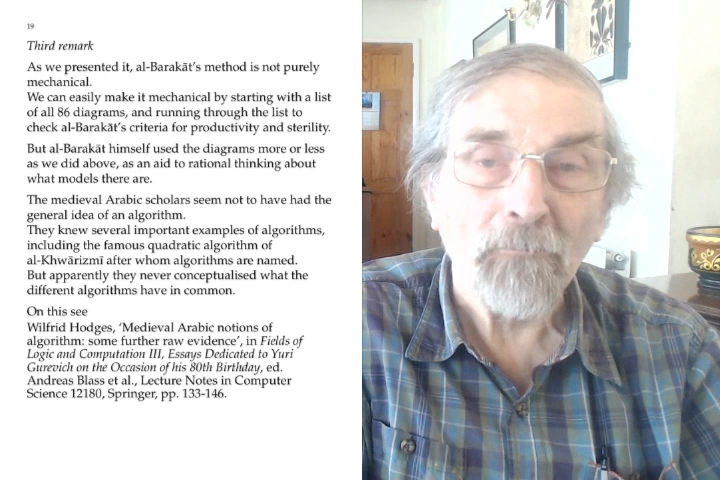 19
Third remark
As we presented it, al-Barakāt's method is not purely
mechanical.
We can easily make it mechanical by starting with a list
of all 86 diagrams, and running through the list to
check al-Barakāt's criteria for productivity and sterility.
But al-Barakāt himself used the diagrams more or less
as we did above, as an aid to rational thinking about
what models there are.
The medieval Arabic scholars seem not to have had the
general idea of an algorithm.
They knew several important examples of algorithms,
including the famous quadratic algorithm of
al-Khwārizmī after whom algorithms are named.
But apparently they never conceptualised what the
different algorithms have in common.
On this see
Wilfrid Hodges, 'Medieval Arabic notions of
algorithm: some further raw evidence', in Fields of
Logic and Computation III, Essays Dedicated to Yuri
Gurevich on the Occasion of his 80th Birthday, ed.
Andreas Blass et al., Lecture Notes in Computer
Science 12180, Springer, pp. 133-146.